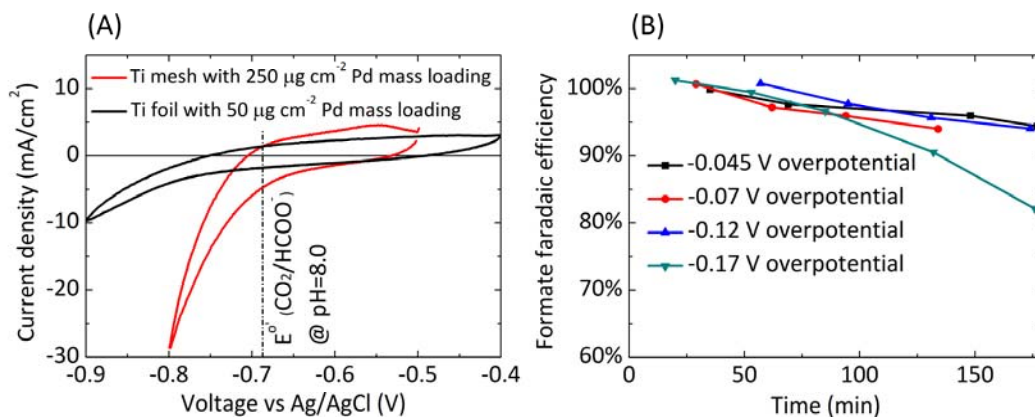 (A)
Ti mesh with 250 μg cm⁻² Pd mass loading
Ti foil with 50 μg cm⁻² Pd mass loading
Current density (mA/cm²)
10
0
-10
-20
-30
E°' (CO₂/HCOO⁻)
@ pH=8.0
-0.9 -0.8 -0.7 -0.6 -0.5 -0.4
Voltage vs Ag/AgCl (V)
(B)
Formate faradaic efficiency
100%
90%
80%
70%
60%
-0.045 V overpotential
-0.07 V overpotential
-0.12 V overpotential
-0.17 V overpotential
0 50 100 150
Time (min)